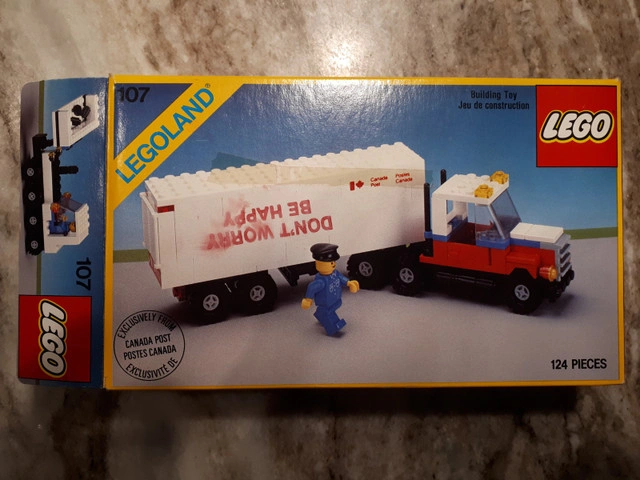 107
LEGOLAND®
Building Toy
Jeu de construction
LEGO
Canada Post
Postes Canada
DON'T WORRY
BE HAPPY
EXCLUSIVELY FROM
CANADA POST
POSTES CANADA
EXCLUSIVITÉ DE
124 PIECES
107
LEGO